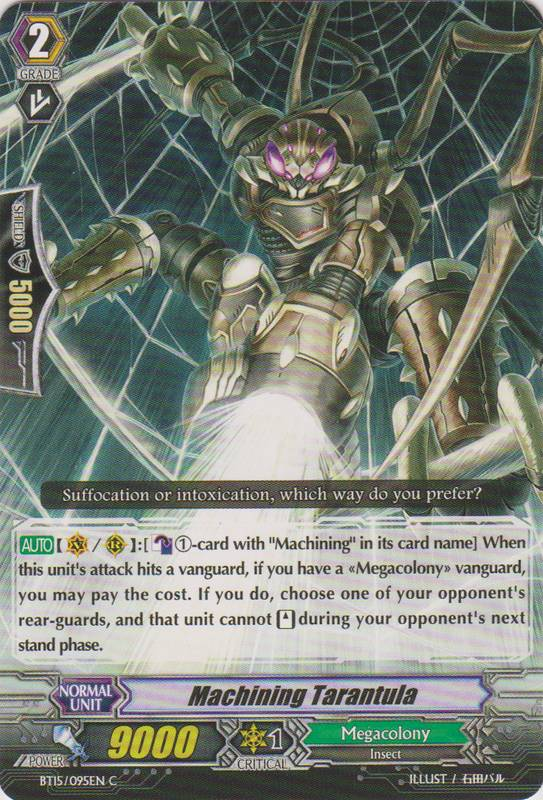 2
GRADE
SHIELD
5000
Suffocation or intoxication, which way do you prefer?
AUTO 【 V / R 】:[ ①-card with "Machining" in its card name] When
this unit's attack hits a vanguard, if you have a «Megacolony» vanguard,
you may pay the cost. If you do, choose one of your opponent's
rear-guards, and that unit cannot during your opponent's next
stand phase.
NORMAL
UNIT
Machining Tarantula
POWER
9000
1
CRITICAL
Megacolony
Insect
BT15/095EN C
ILLUST / 石田バル